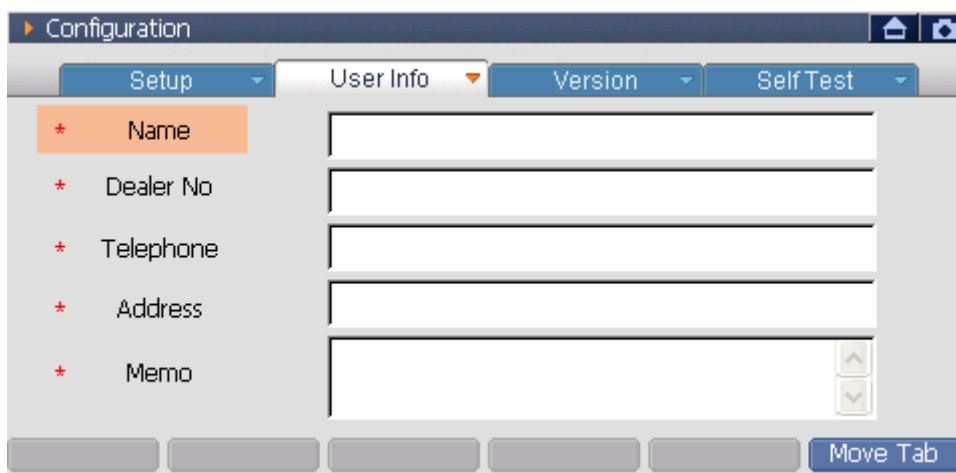 Configuration
Setup User Info Version Self Test
* Name
* Dealer No
* Telephone
* Address
* Memo
Move Tab